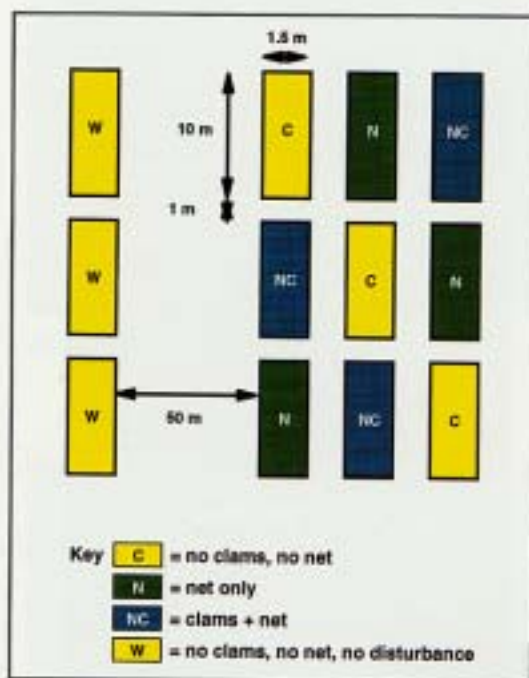 1.5 m
W C N NC
10 m
1 m
W NC C N
W N NC C
50 m
Key C = no clams, no net
N = net only
NC = clams + net
W = no clams, no net, no disturbance